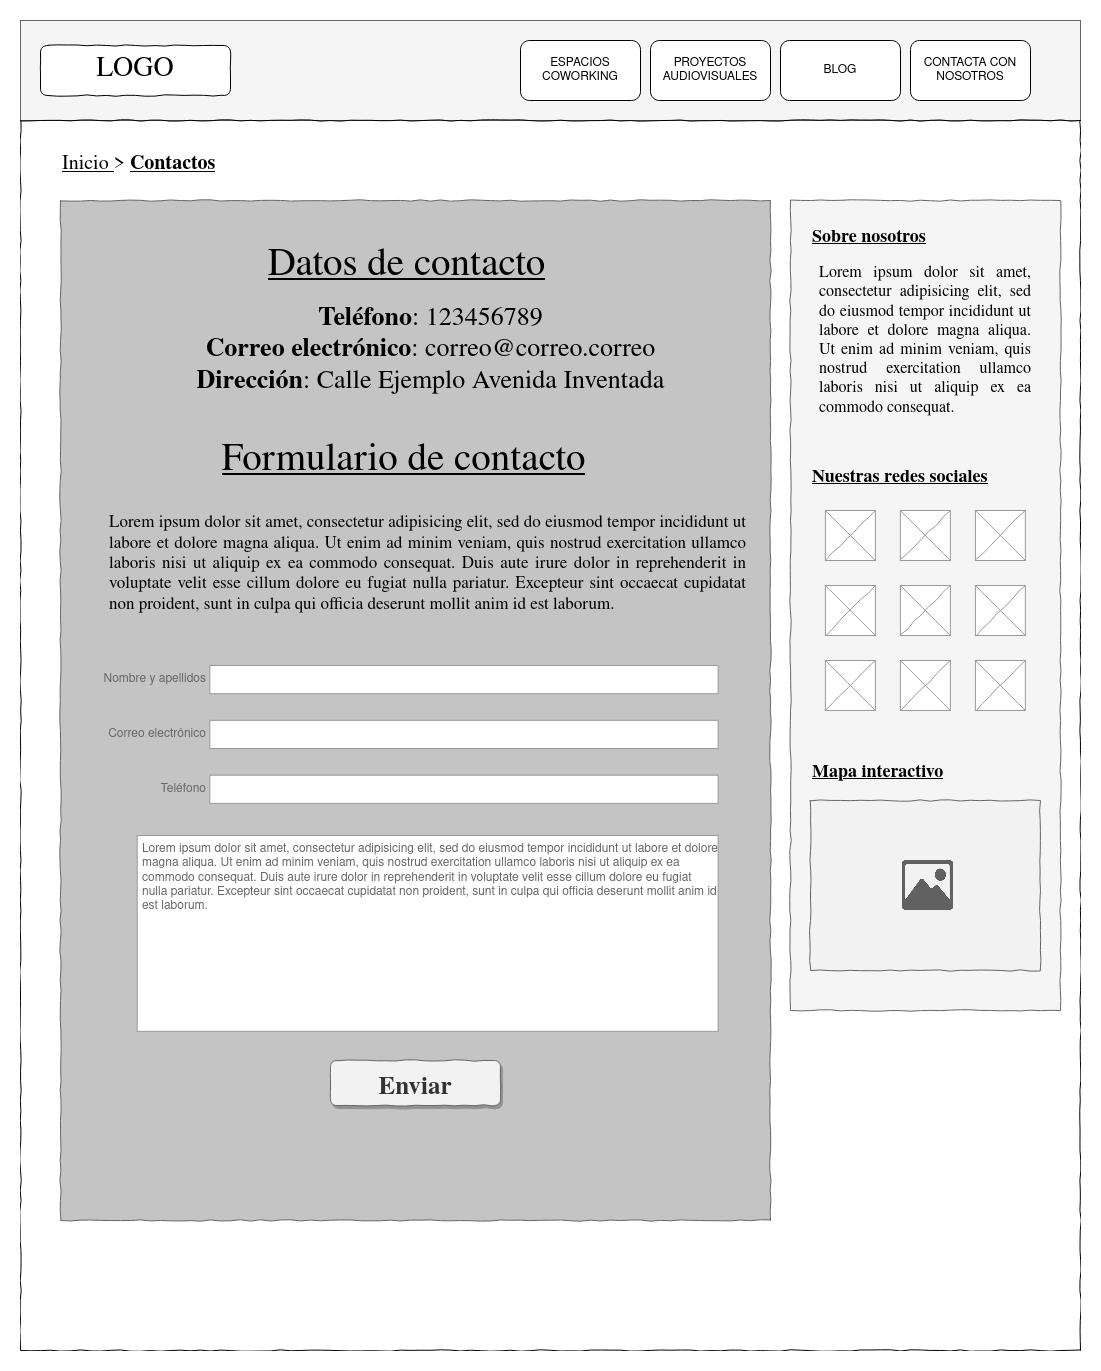 LOGO
ESPACIOS
COWORKING
PROYECTOS
AUDIOVISUALES
BLOG
CONTACTA CON
NOSOTROS
Inicio > Contactos
Datos de contacto
Teléfono: 123456789
Correo electrónico: correo@correo.correo
Dirección: Calle Ejemplo Avenida Inventada
Formulario de contacto
Lorem ipsum dolor sit amet, consectetur adipisicing elit, sed do eiusmod tempor incididunt ut
labore et dolore magna aliqua. Ut enim ad minim veniam, quis nostrud exercitation ullamco
laboris nisi ut aliquip ex ea commodo consequat. Duis aute irure dolor in reprehenderit in
voluptate velit esse cillum dolore eu fugiat nulla pariatur. Excepteur sint occaecat cupidatat
non proident, sunt in culpa qui officia deserunt mollit anim id est laborum.
Nombre y apellidos
Correo electrónico
Teléfono
Lorem ipsum dolor sit amet, consectetur adipisicing elit, sed do eiusmod tempor incididunt ut labore et dolore
magna aliqua. Ut enim ad minim veniam, quis nostrud exercitation ullamco laboris nisi ut aliquip ex ea
commodo consequat. Duis aute irure dolor in reprehenderit in voluptate velit esse cillum dolore eu fugiat
nulla pariatur. Excepteur sint occaecat cupidatat non proident, sunt in culpa qui officia deserunt mollit anim id
est laborum.
Enviar
Sobre nosotros
Lorem ipsum dolor sit amet,
consectetur adipisicing elit, sed
do eiusmod tempor incididunt ut
labore et dolore magna aliqua.
Ut enim ad minim veniam, quis
nostrud exercitation ullamco
laboris nisi ut aliquip ex ea
commodo consequat.
Nuestras redes sociales
Mapa interactivo